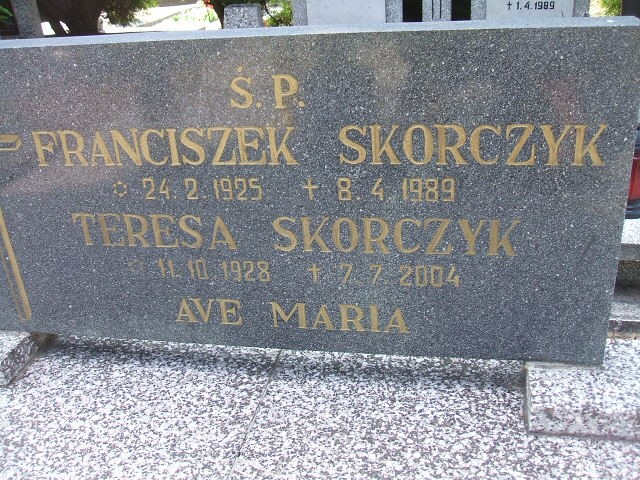 ✝ 1.4.1989
Ś.P.
FRANCISZEK SKORCZYK
✡ 24.2.1925 ✝ 8.4.1989
TERESA SKORCZYK
✡ 11.10.1928 ✝ 7.7.2004
AVE MARIA